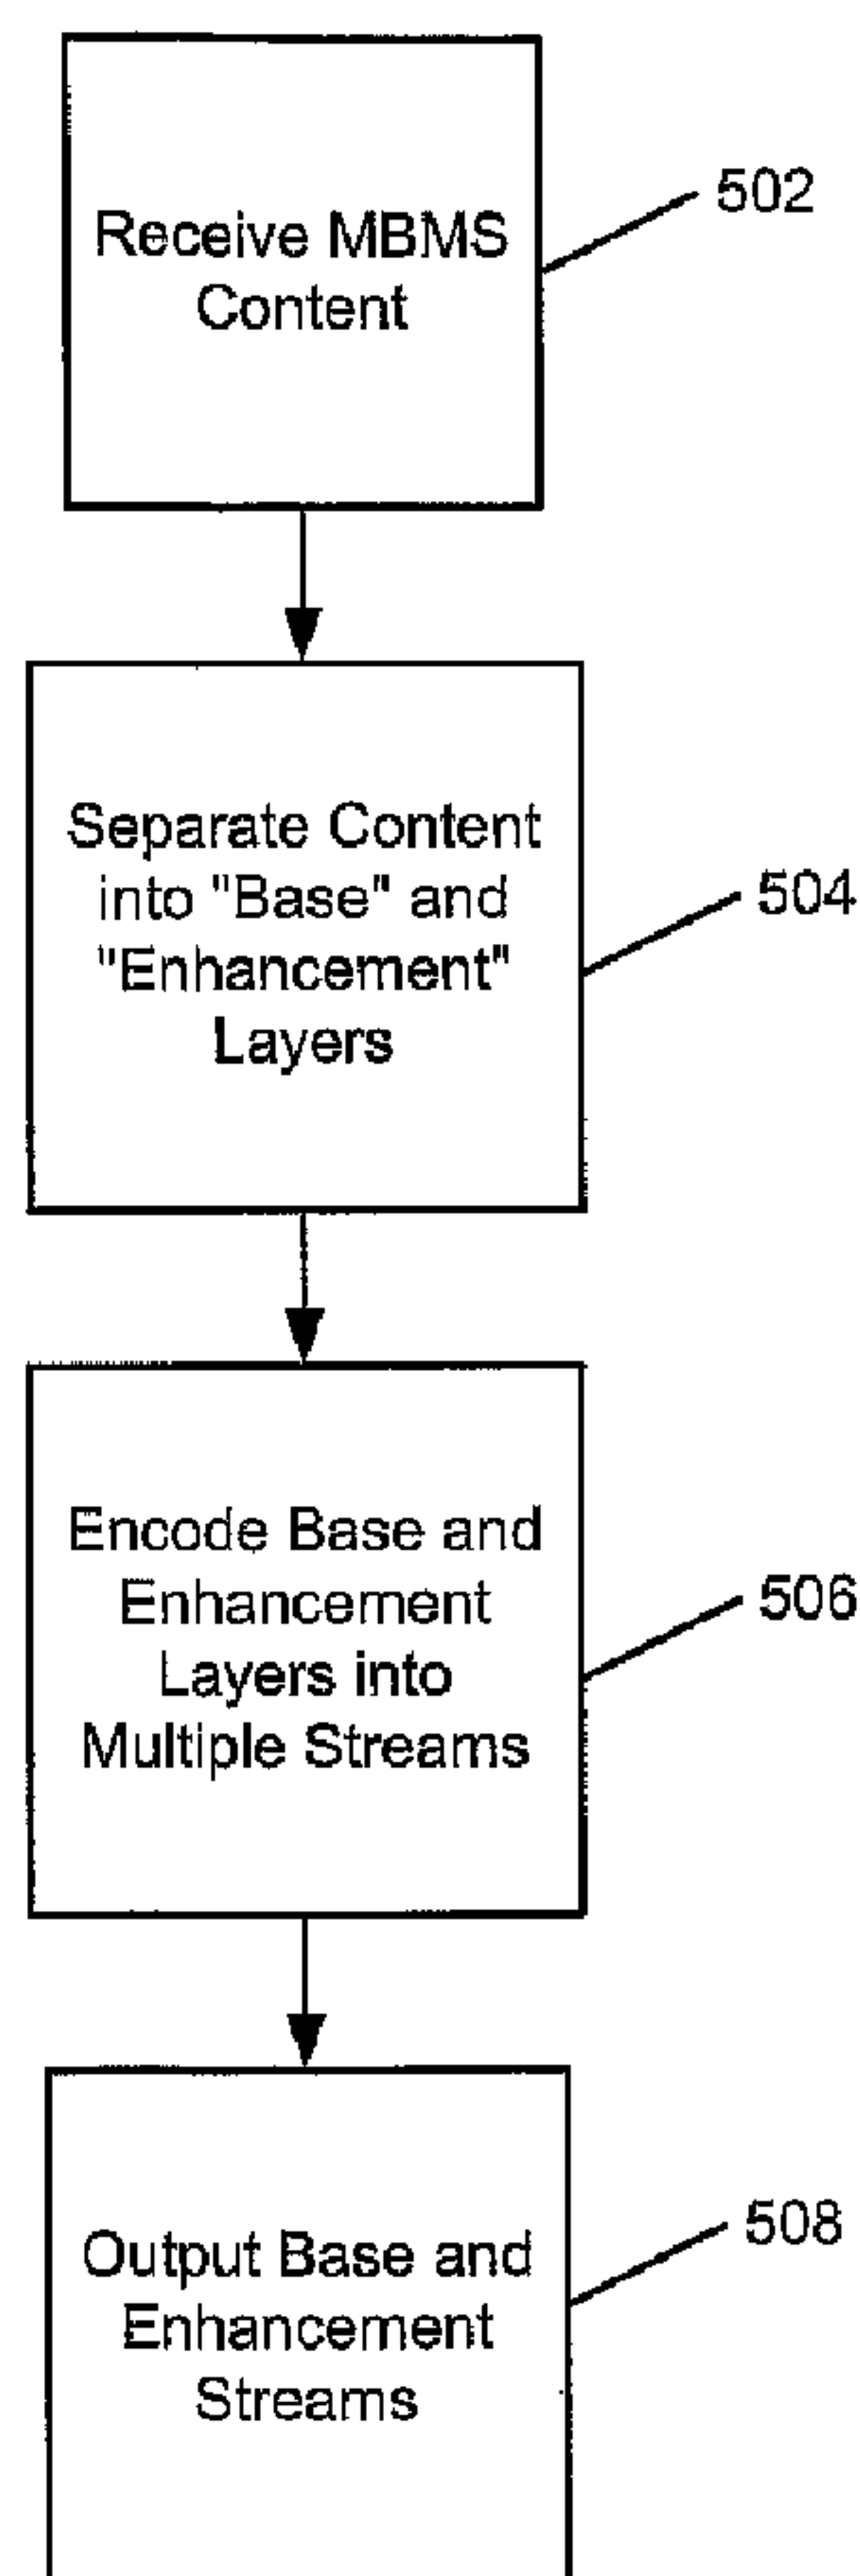 Receive MBMS
Content
502
Separate Content
into "Base" and
"Enhancement"
Layers
504
Encode Base and
Enhancement
Layers into
Multiple Streams
506
Output Base and
Enhancement
Streams
508